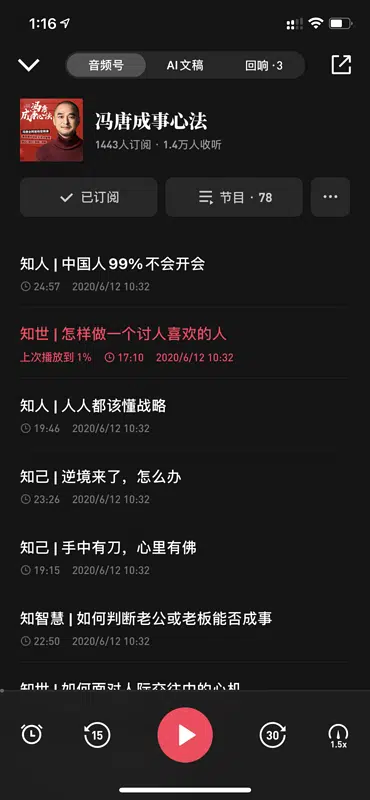 1:16
音频号
AI文稿
回响·3
冯唐成事心法
1443人订阅 · 1.4万人收听
已订阅
节目 · 78
知人 | 中国人99%不会开会
24:57 2020/6/12 10:32
知世 | 怎样做一个讨人喜欢的人
上次播放到 1% 17:10 2020/6/12 10:32
知人 | 人人都该懂战略
19:46 2020/6/12 10:32
知己 | 逆境来了，怎么办
23:26 2020/6/12 10:32
知己 | 手中有刀，心里有佛
19:15 2020/6/12 10:32
知智慧 | 如何判断老公或老板能否成事
22:50 2020/6/12 10:32
知世 | 如何面对人际交往中的心机
15
30
1.5x